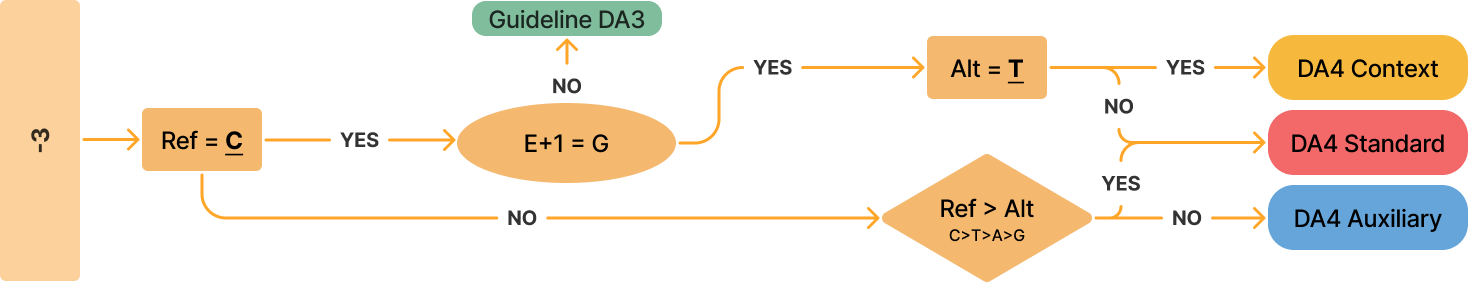 -3
Ref = C
YES
NO
E+1 = G
NO
Guideline DA3
YES
Alt = T
YES
DA4 Context
NO
DA4 Standard
Ref > Alt
C>T>A>G
YES
NO
DA4 Auxiliary